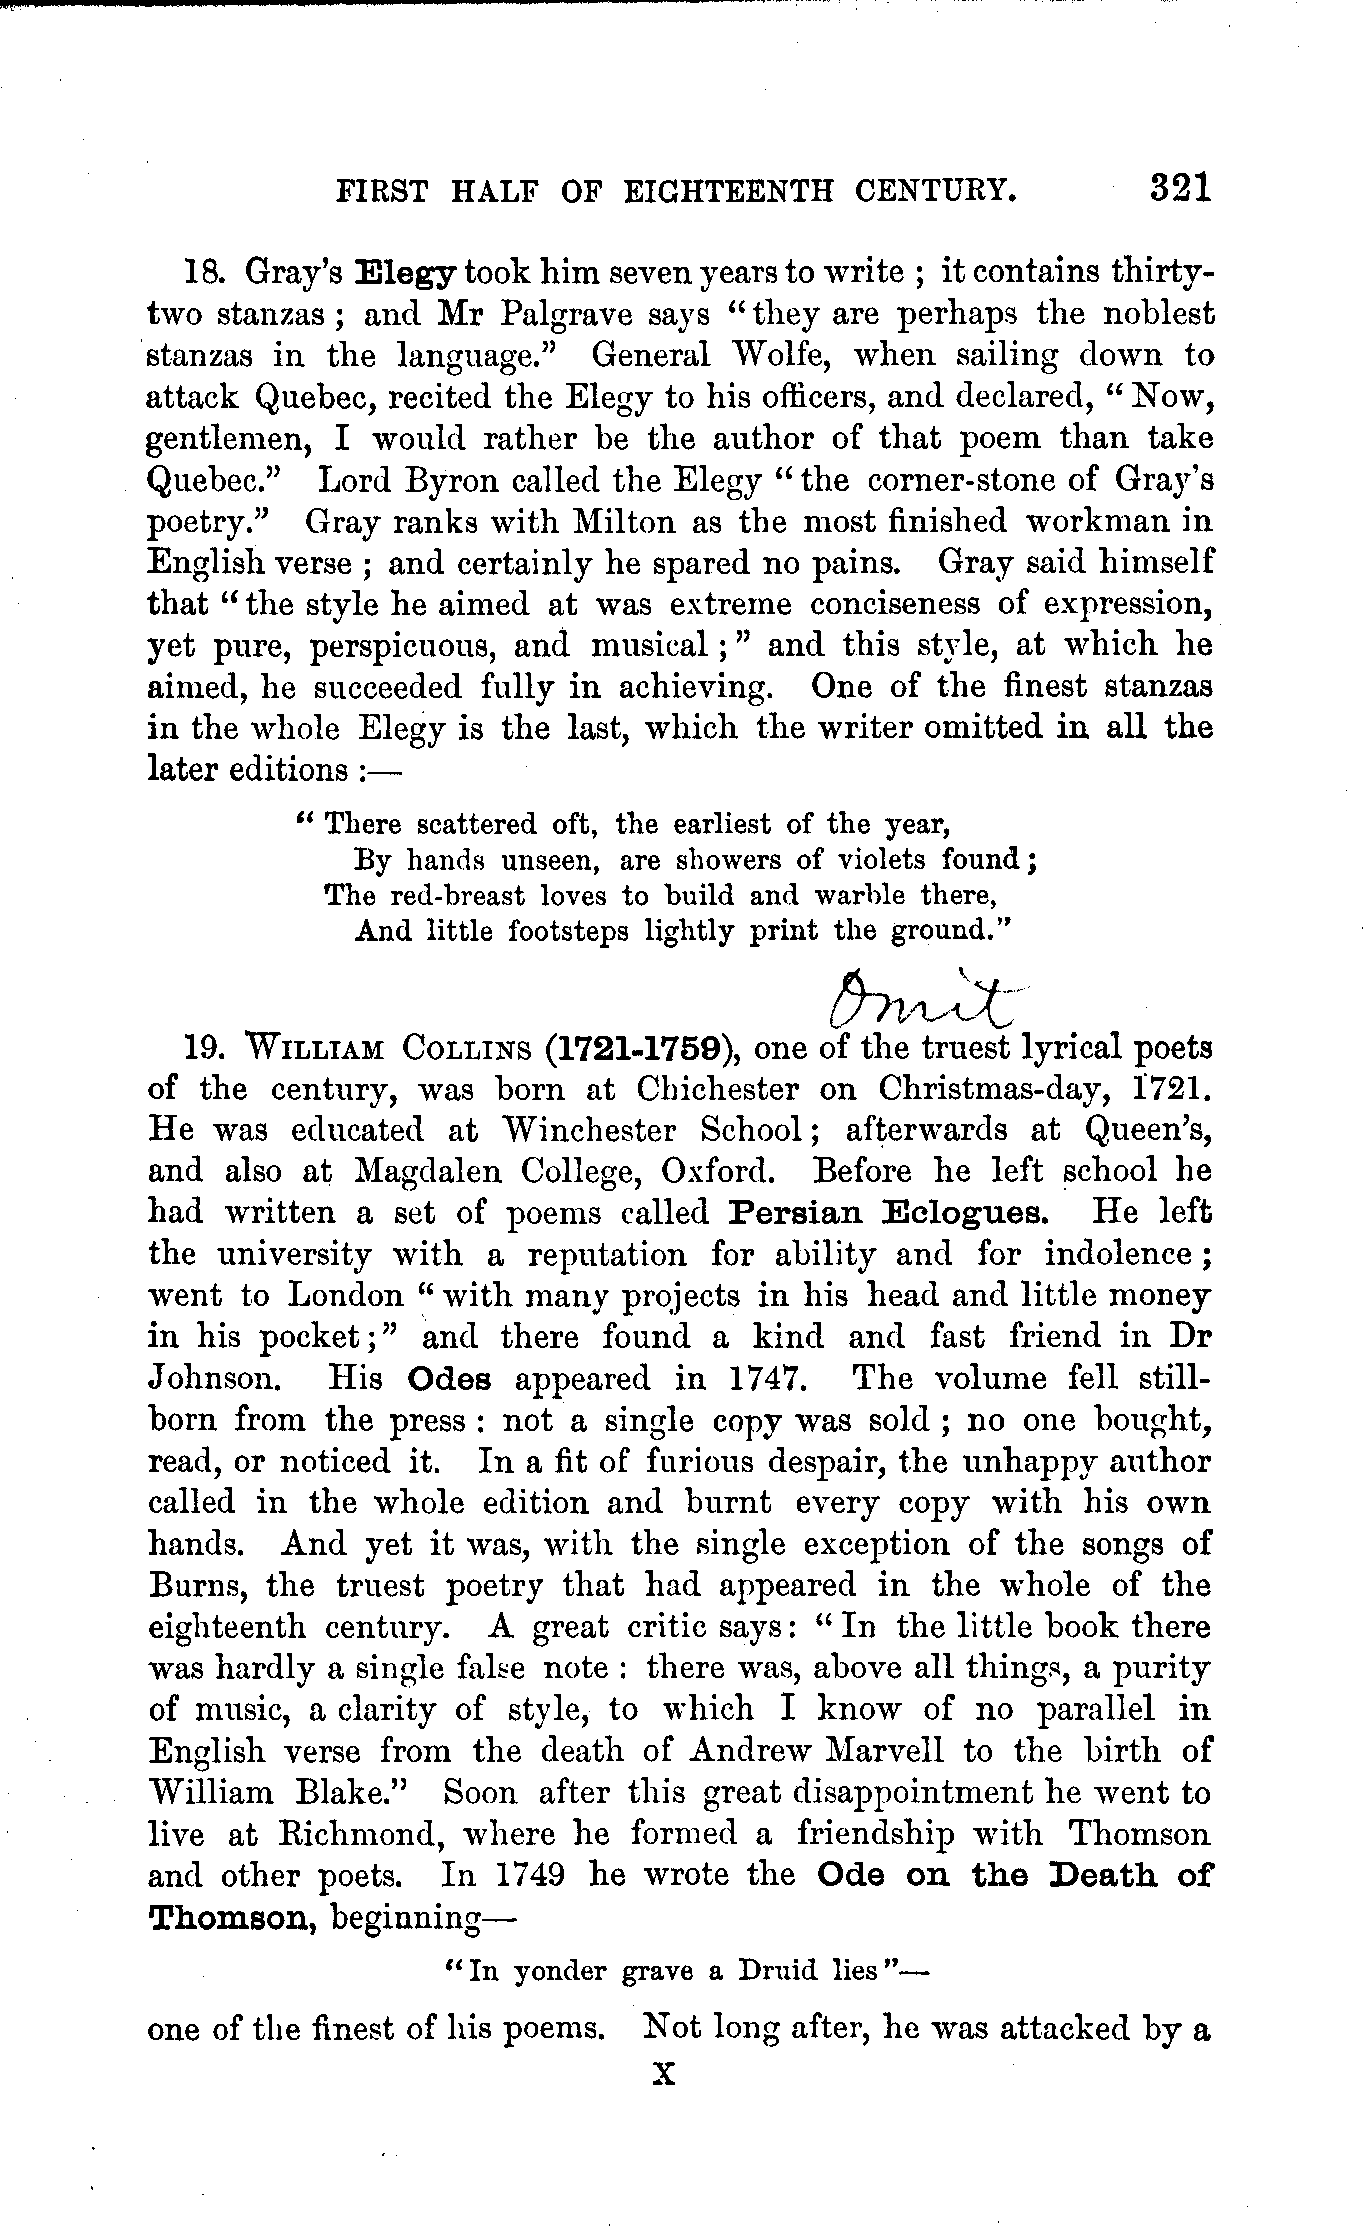 FIRST HALF OF EIGHTEENTH CENTURY. 321
18. Gray's Elegy took him seven years to write ; it contains thirty-
two stanzas ; and Mr Palgrave says "they are perhaps the noblest
stanzas in the language." General Wolfe, when sailing down to
attack Quebec, recited the Elegy to his officers, and declared, "Now,
gentlemen, I would rather be the author of that poem than take
Quebec." Lord Byron called the Elegy "the corner-stone of Gray's
poetry." Gray ranks with Milton as the most finished workman in
English verse ; and certainly he spared no pains. Gray said himself
that "the style he aimed at was extreme conciseness of expression,
yet pure, perspicuous, and musical ;" and this style, at which he
aimed, he succeeded fully in achieving. One of the finest stanzas
in the whole Elegy is the last, which the writer omitted in all the
later editions :—
"There scattered oft, the earliest of the year,
By hands unseen, are showers of violets found ;
The red-breast loves to build and warble there,
And little footsteps lightly print the ground."
Omit
19. WILLIAM COLLINS (1721-1759), one of the truest lyrical poets
of the century, was born at Chichester on Christmas-day, 1721.
He was educated at Winchester School ; afterwards at Queen's,
and also at Magdalen College, Oxford. Before he left school he
had written a set of poems called Persian Eclogues. He left
the university with a reputation for ability and for indolence ;
went to London "with many projects in his head and little money
in his pocket ;" and there found a kind and fast friend in Dr
Johnson. His Odes appeared in 1747. The volume fell still-
born from the press : not a single copy was sold ; no one bought,
read, or noticed it. In a fit of furious despair, the unhappy author
called in the whole edition and burnt every copy with his own
hands. And yet it was, with the single exception of the songs of
Burns, the truest poetry that had appeared in the whole of the
eighteenth century. A great critic says : "In the little book there
was hardly a single false note : there was, above all things, a purity
of music, a clarity of style, to which I know of no parallel in
English verse from the death of Andrew Marvell to the birth of
William Blake." Soon after this great disappointment he went to
live at Richmond, where he formed a friendship with Thomson
and other poets. In 1749 he wrote the Ode on the Death of
Thomson, beginning—
"In yonder grave a Druid lies"—
one of the finest of his poems. Not long after, he was attacked by a
X